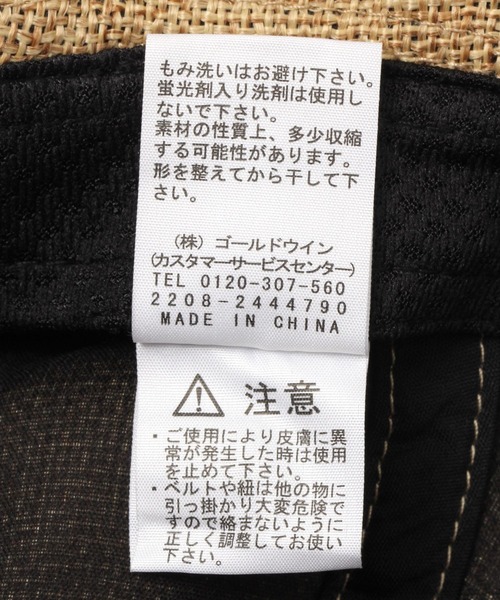 もみ洗いはお避け下さい。
蛍光剤入り洗剤は使用し
ないで下さい。
素材の性質上、多少収縮
する可能性があります。
形を整えてから干して下
さい。
（株）ゴールドウイン
(カスタマーサービスセンター)
TEL 0120-307-560
2208-2444790
MADE IN CHINA
⚠ 注意
・ご使用により皮膚に異
常が発生した時は使用
を止めて下さい。
・ベルトや紐は他の物に
引っ掛かり大変危険で
すので絡まないように
正しく調整してお使い
下さい。